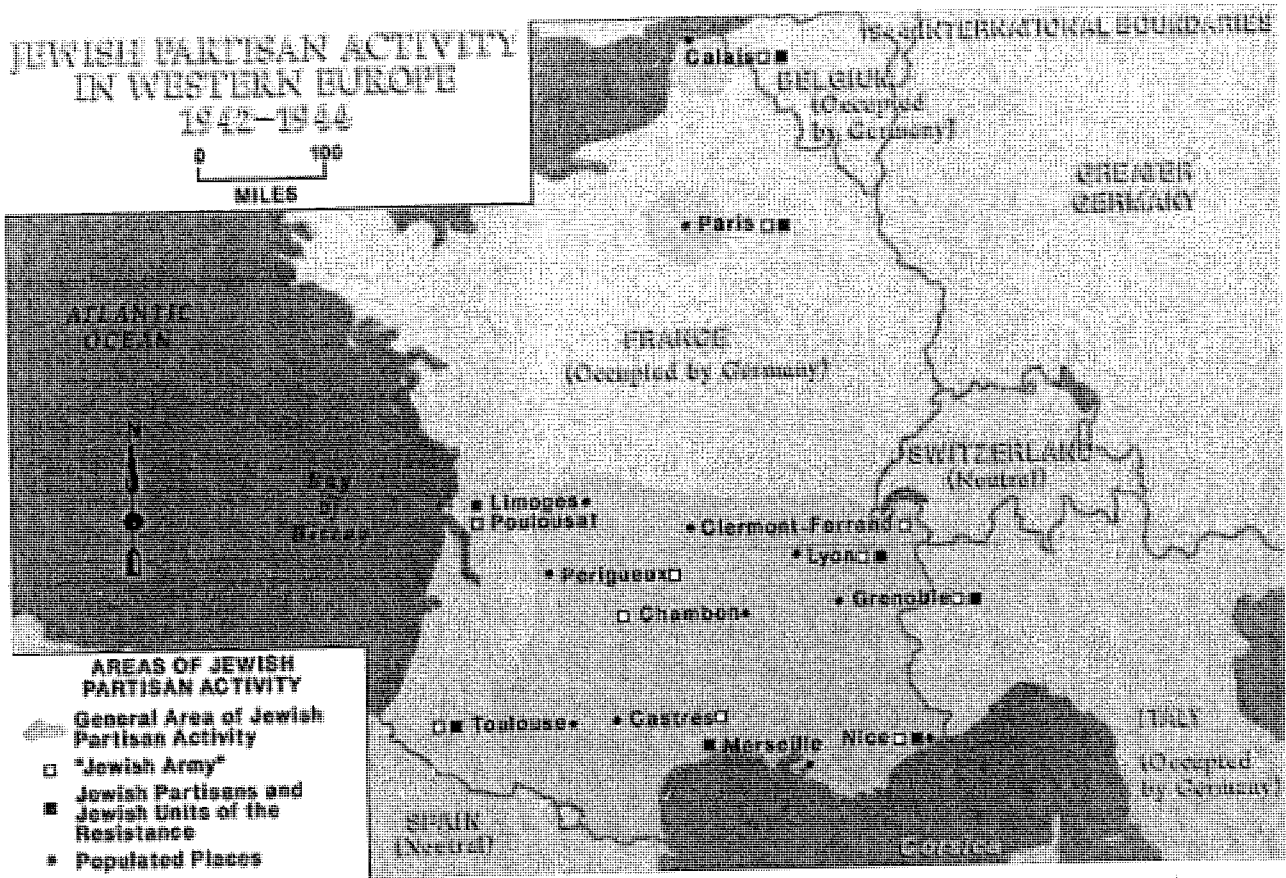 JEWISH PARTISAN ACTIVITY
IN WESTERN EUROPE
1942–1944
0 100
MILES
1944 INTERNATIONAL BOUNDARIES
Calais
BELGIUM
(Occupied
by Germany)
GREATER
GERMANY
Paris
ATLANTIC
OCEAN
FRANCE
(Occupied by Germany)
N
SWITZERLAND
(Neutral)
Bay
of
Biscay
Limoges
Poulousat
Clermont-Ferrand
Lyon
Perigueux
Grenoble
Chambon
Toulouse
Castres
Marseille
Nice
ITALY
(Occupied
by Germany)
SPAIN
(Neutral)
Corsica
AREAS OF JEWISH
PARTISAN ACTIVITY
General Area of Jewish
Partisan Activity
"Jewish Army"
Jewish Partisans and
Jewish Units of the
Resistance
Populated Places